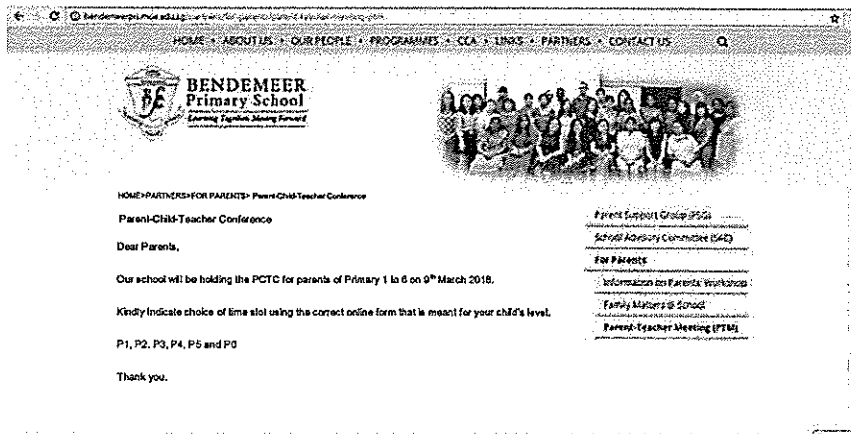 HOME • ABOUT US • OUR PEOPLE • PROGRAMMES • CCA • LINKS • PARTNERS • CONTACT US
BENDEMEER
Primary School
Learning Together, Moving Forward
HOME>PARTNERS>FOR PARENTS> Parent-Child-Teacher Conference
Parent-Child-Teacher Conference
Dear Parents,
Our school will be holding the PCTC for parents of Primary 1 to 6 on 9th March 2018.
Kindly indicate choice of time slot using the correct online form that is meant for your child's level.
P1, P2, P3, P4, P5 and P6
Thank you.
Parent Support Group (PSG)
School Advisory Committee (SAC)
For Parents
Information on Parents' Workshop
Family Matters @ School
Parent-Teacher Meeting (PTM)